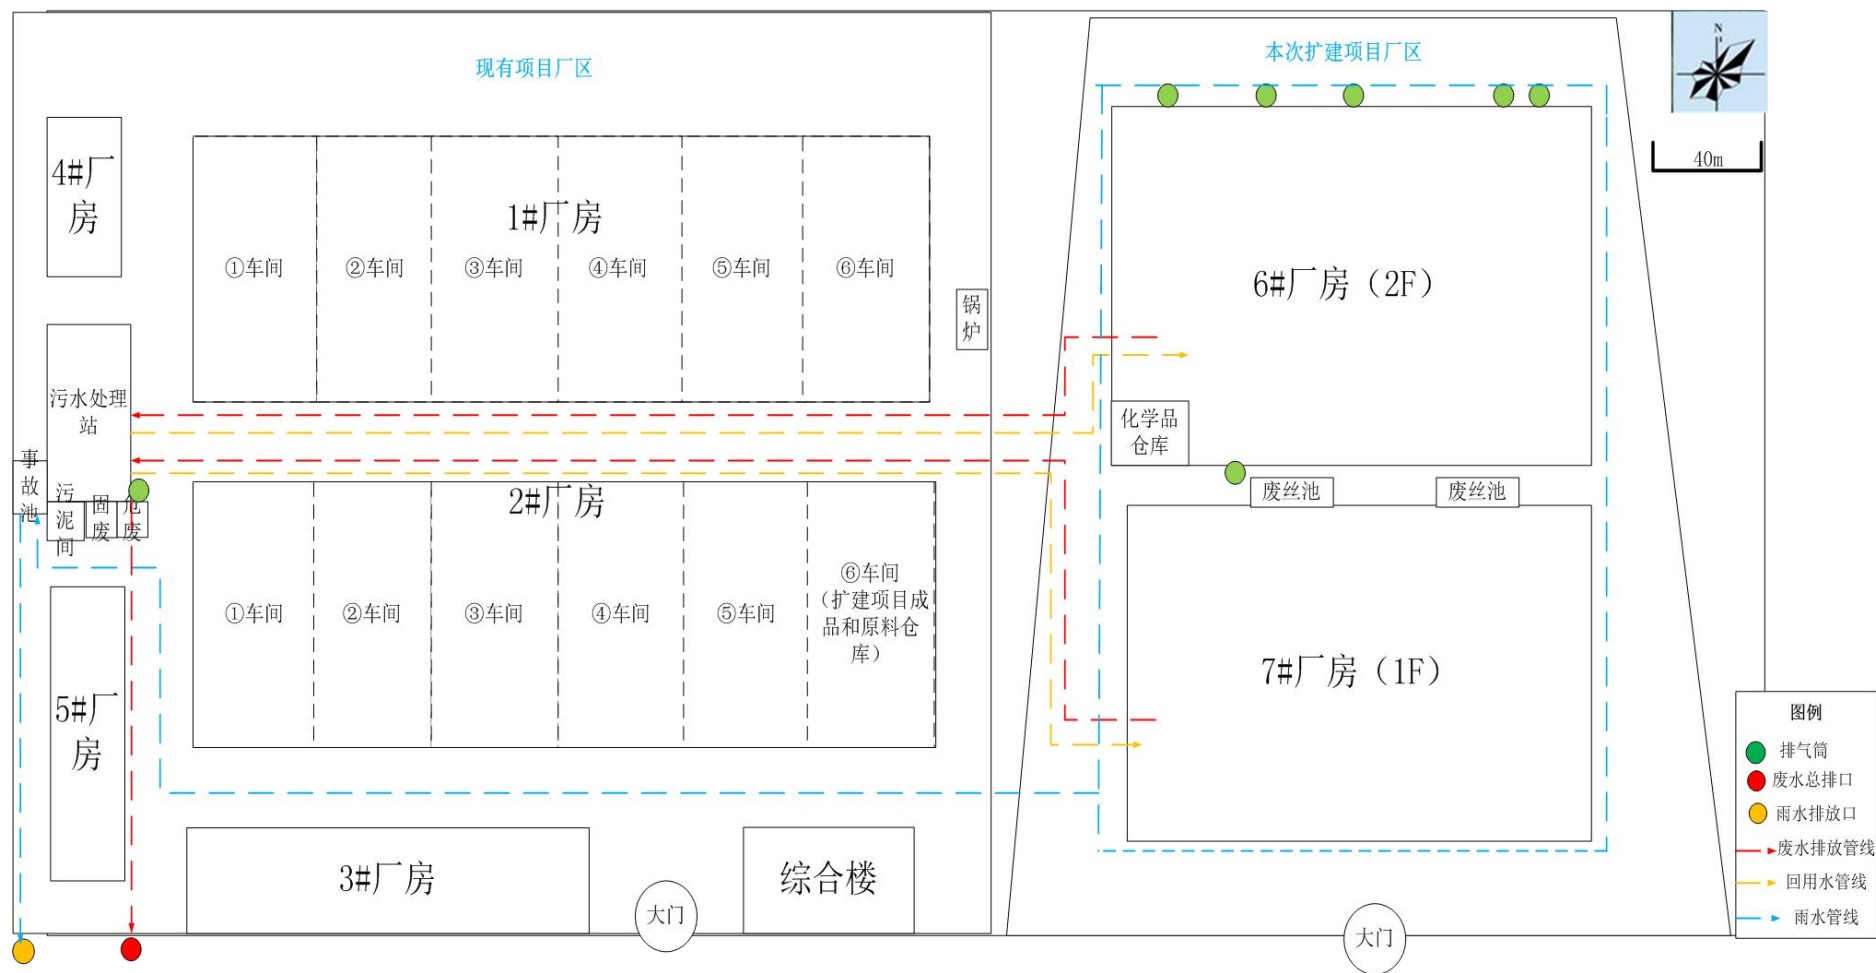 现有项目厂区
本次扩建项目厂区
N
40m
4#厂
房
1#厂房
①车间
②车间
③车间
④车间
⑤车间
⑥车间
锅
炉
6#厂房（2F）
污水处理
站
化学品
仓库
事
故
池
污
泥
间
固
废
危
废
2#厂房
废丝池
废丝池
①车间
②车间
③车间
④车间
⑤车间
⑥车间
（扩建项目成
品和原料仓
库）
7#厂房（1F）
5#厂
房
3#厂房
大门
综合楼
大门
图例
排气筒
废水总排口
雨水排放口
废水排放管线
回用水管线
雨水管线